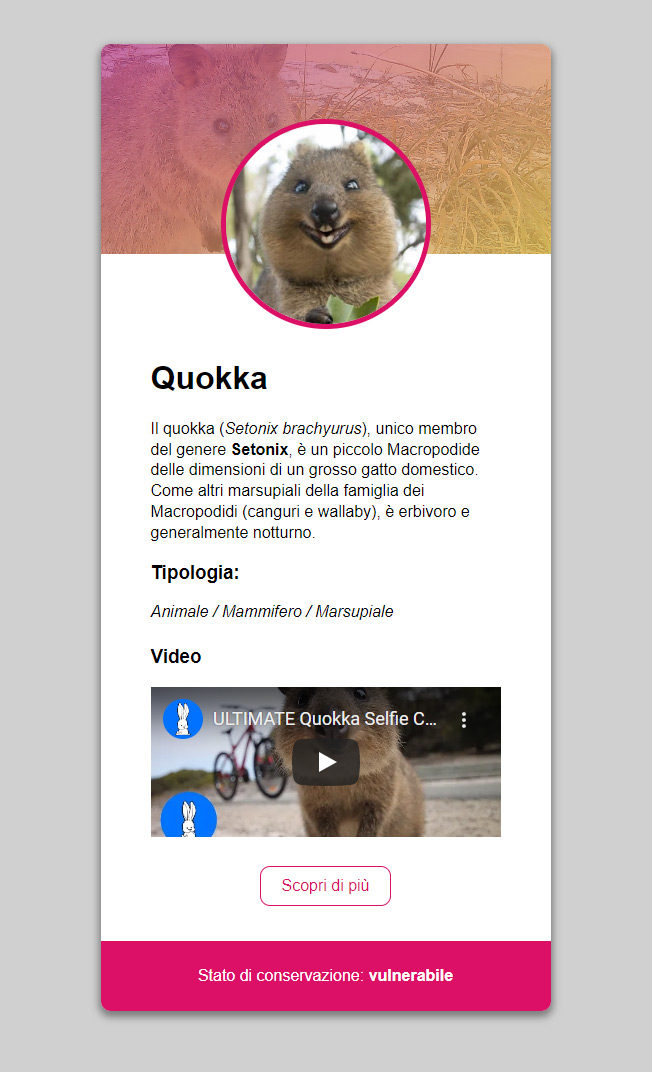 Quokka
Il quokka (Setonix brachyurus), unico membro
del genere Setonix, è un piccolo Macropodide
delle dimensioni di un grosso gatto domestico.
Come altri marsupiali della famiglia dei
Macropodidi (canguri e wallaby), è erbivoro e
generalmente notturno.
Tipologia:
Animale / Mammifero / Marsupiale
Video
ULTIMATE Quokka Selfie C...
Scopri di più
Stato di conservazione: vulnerabile